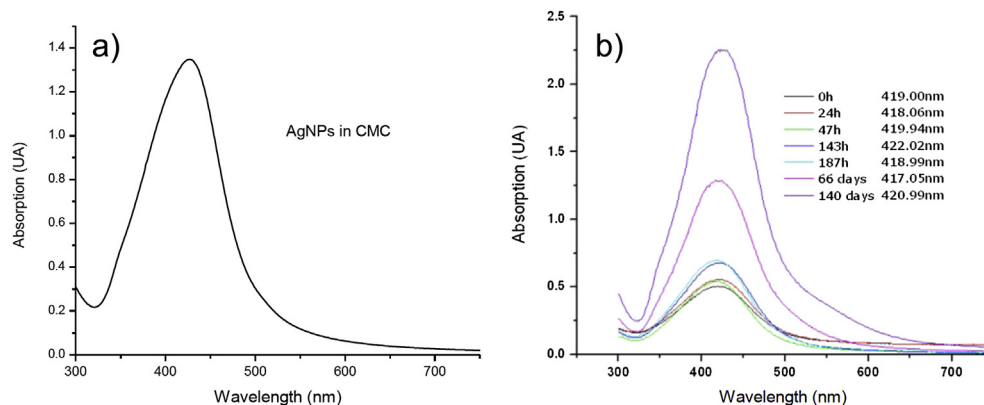 a)
1.4
1.2
1.0
0.8
0.6
0.4
0.2
0.0
Absorption (UA)
AgNPs in CMC
300 400 500 600 700
Wavelength (nm)
b)
2.5
2.0
1.5
1.0
0.5
0.0
Absorption (UA)
0h 419.00nm
24h 418.06nm
47h 419.94nm
143h 422.02nm
187h 418.99nm
66 days 417.05nm
140 days 420.99nm
300 400 500 600 700
Wavelength (nm)